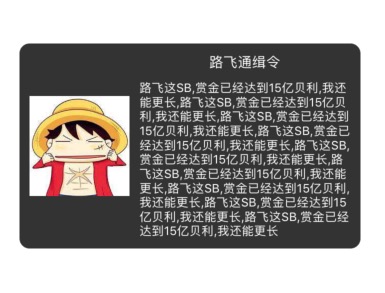 路飞通缉令
路飞这SB,赏金已经达到15亿贝利,我还
能更长,路飞这SB,赏金已经达到15亿贝
利,我还能更长,路飞这SB,赏金已经达到
15亿贝利,我还能更长,路飞这SB,赏金已
经达到15亿贝利,我还能更长,路飞这SB,
赏金已经达到15亿贝利,我还能更长,路
飞这SB,赏金已经达到15亿贝利,我还能
更长,路飞这SB,赏金已经达到15亿贝利,
我还能更长,路飞这SB,赏金已经达到15
亿贝利,我还能更长,路飞这SB,赏金已经
达到15亿贝利,我还能更长